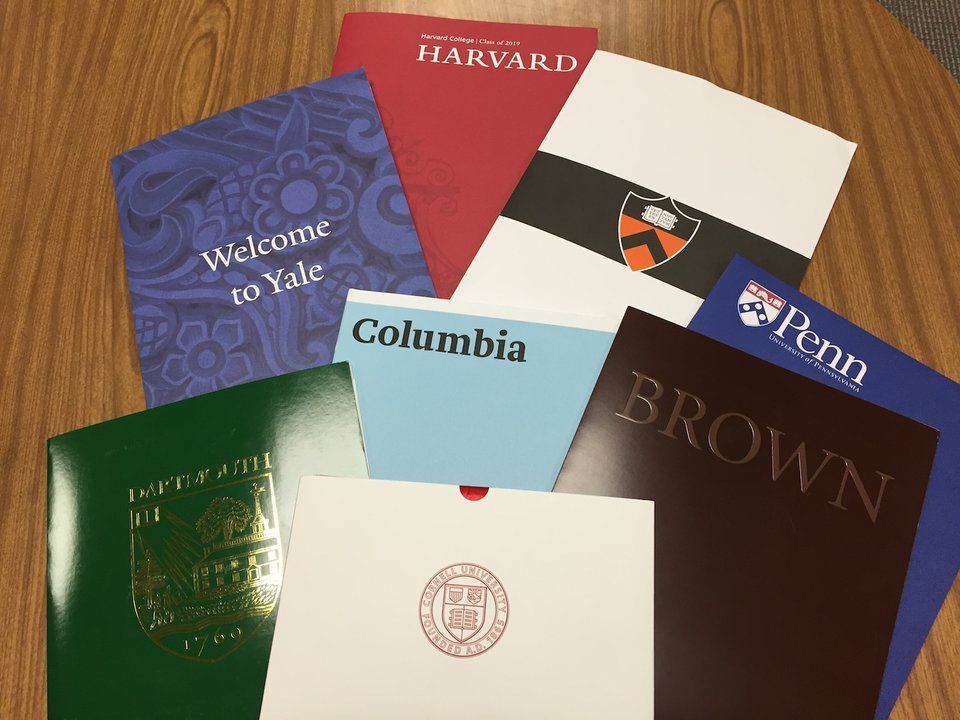 Harvard College | Class of 2019
HARVARD
Welcome
to Yale
Penn
UNIVERSITY of PENNSYLVANIA
Columbia
BROWN
DARTMOUTH
1769
CORNELL UNIVERSITY
FOUNDED A.D. 1865